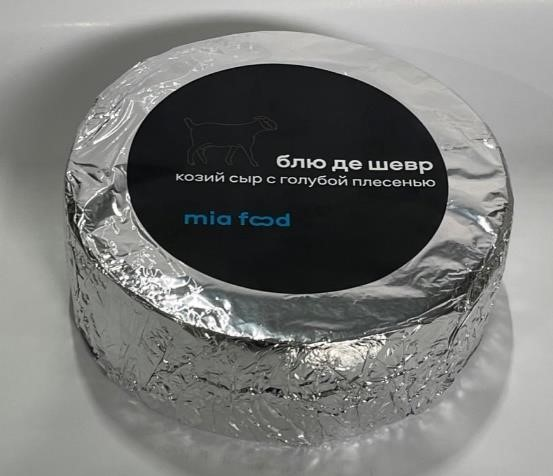 блю де шевр
козий сыр с голубой плесенью
mia food